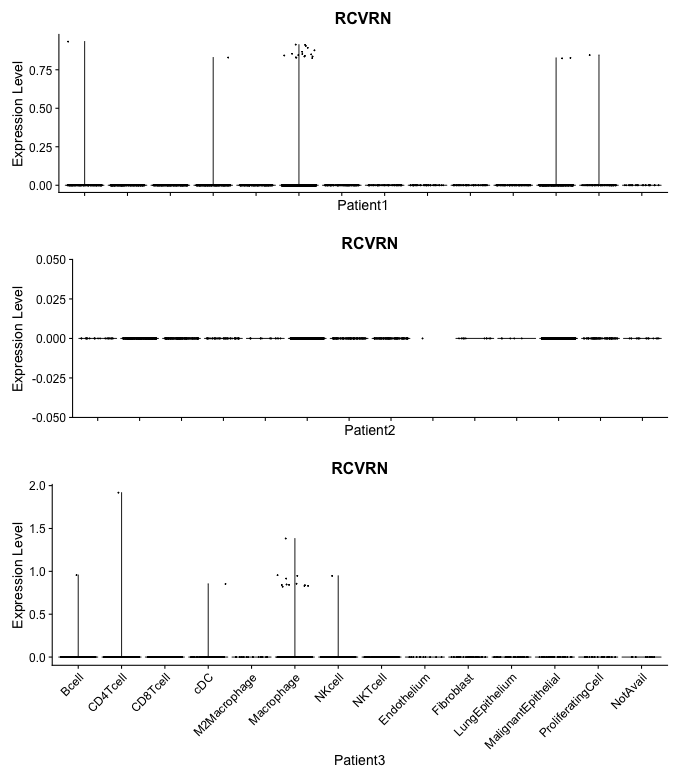 RCVRN
Expression Level
0.75
0.50
0.25
0.00
Patient1
RCVRN
Expression Level
0.050
0.025
0.000
-0.025
-0.050
Patient2
RCVRN
Expression Level
2.0
1.5
1.0
0.5
0.0
Bcell
CD4Tcell
CD8Tcell
cDC
M2Macrophage
Macrophage
NKcell
NKTcell
Endothelium
Fibroblast
LungEpithelium
MalignantEpithelial
ProliferatingCell
NotAvail
Patient3